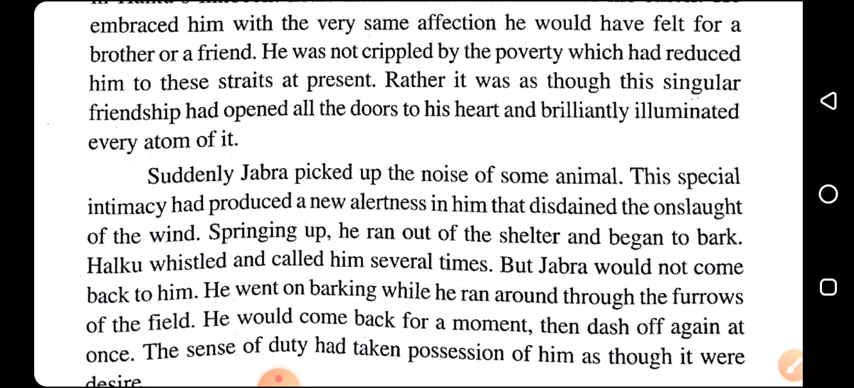 embraced him with the very same affection he would have felt for a
brother or a friend. He was not crippled by the poverty which had reduced
him to these straits at present. Rather it was as though this singular
friendship had opened all the doors to his heart and brilliantly illuminated
every atom of it.
Suddenly Jabra picked up the noise of some animal. This special
intimacy had produced a new alertness in him that disdained the onslaught
of the wind. Springing up, he ran out of the shelter and began to bark.
Halku whistled and called him several times. But Jabra would not come
back to him. He went on barking while he ran around through the furrows
of the field. He would come back for a moment, then dash off again at
once. The sense of duty had taken possession of him as though it were
desire